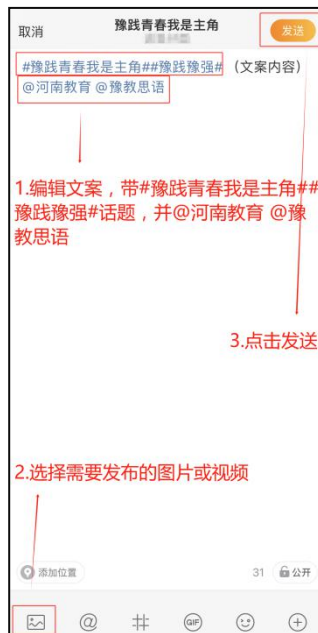 取消
豫践青春我是主角
发送
#豫践青春我是主角##豫践豫强#（文案内容）
@河南教育 @豫教思语
1.编辑文案，带#豫践青春我是主角##
豫践豫强#话题，并@河南教育 @豫
教思语
3.点击发送
2.选择需要发布的图片或视频
添加位置
31
公开
@
GIF